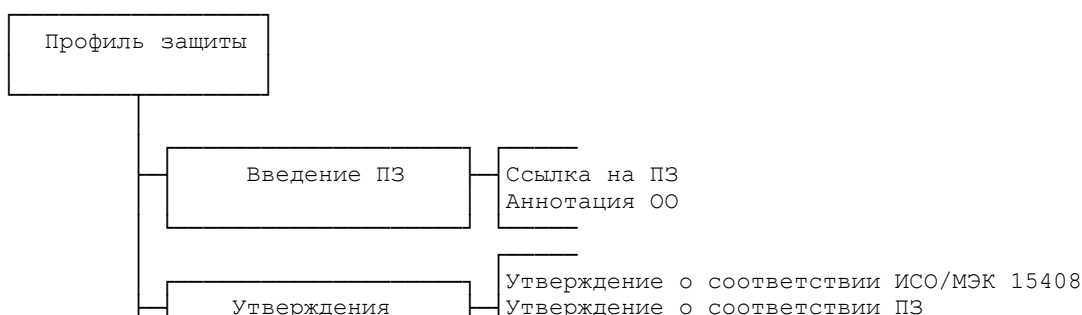 Профиль защиты
Введение ПЗ
Ссылка на ПЗ
Аннотация ОО
Утверждение о соответствии ИСО/МЭК 15408
Утверждения
Утверждение о соответствии ПЗ